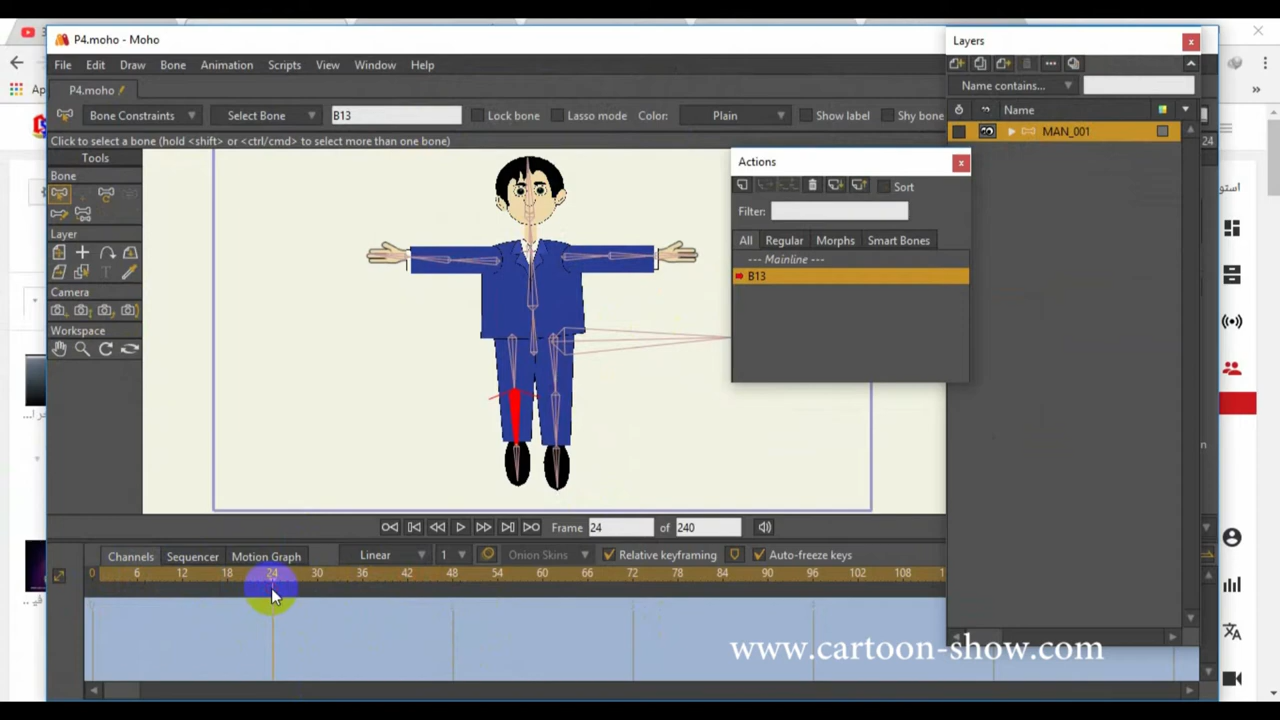 P4.moho - Moho
File Edit Draw Bone Animation Scripts View Window Help
P4.moho
Bone Constraints Select Bone B13 Lock bone Lasso mode Color: Plain Show label Shy bone
Click to select a bone (hold <shift> or <ctrl/cmd> to select more than one bone)
Tools
Bone
Layer
Camera
Workspace
Layers
Name contains...
Name
MAN_001
Actions
Sort
Filter:
All Regular Morphs Smart Bones
--- Mainline ---
B13
Frame 24 of 240
Channels Sequencer Motion Graph Linear 1 Onion Skins Relative keyframing Auto-freeze keys
0 6 12 18 24 30 36 42 48 54 60 66 72 78 84 90 96 102 108
www.cartoon-show.com